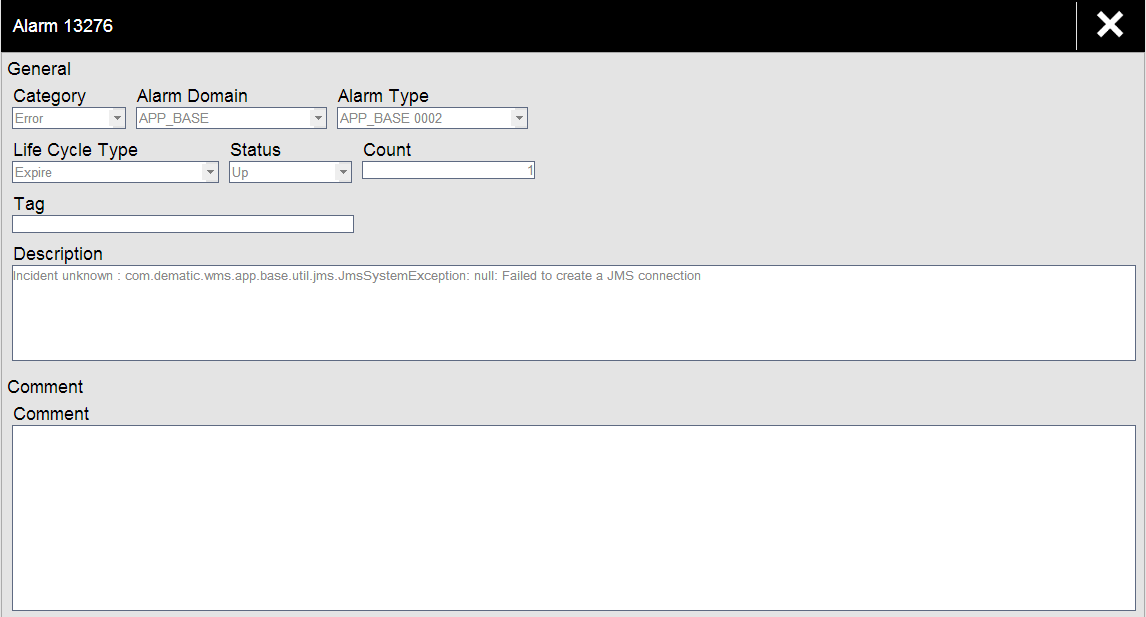 Alarm 13276
General
Category Alarm Domain Alarm Type
Error APP_BASE APP_BASE 0002
Life Cycle Type Status Count
Expire Up 1
Tag
Description
Incident unknown : com.dematic.wms.app.base.util.jms.JmsSystemException: null: Failed to create a JMS connection
Comment
Comment